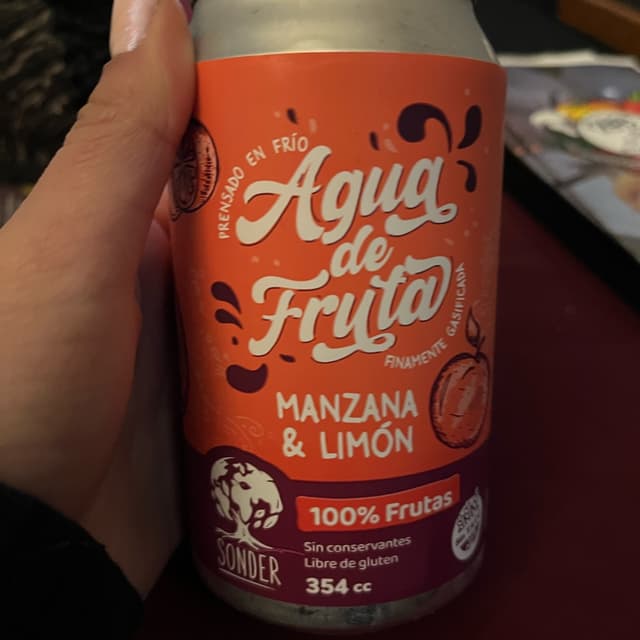 PRENSADO EN FRÍO
Agua
de
Fruta
FINAMENTE GASIFICADA
MANZANA
& LIMÓN
100% Frutas
SONDER
Sin conservantes
Libre de gluten
354 cc